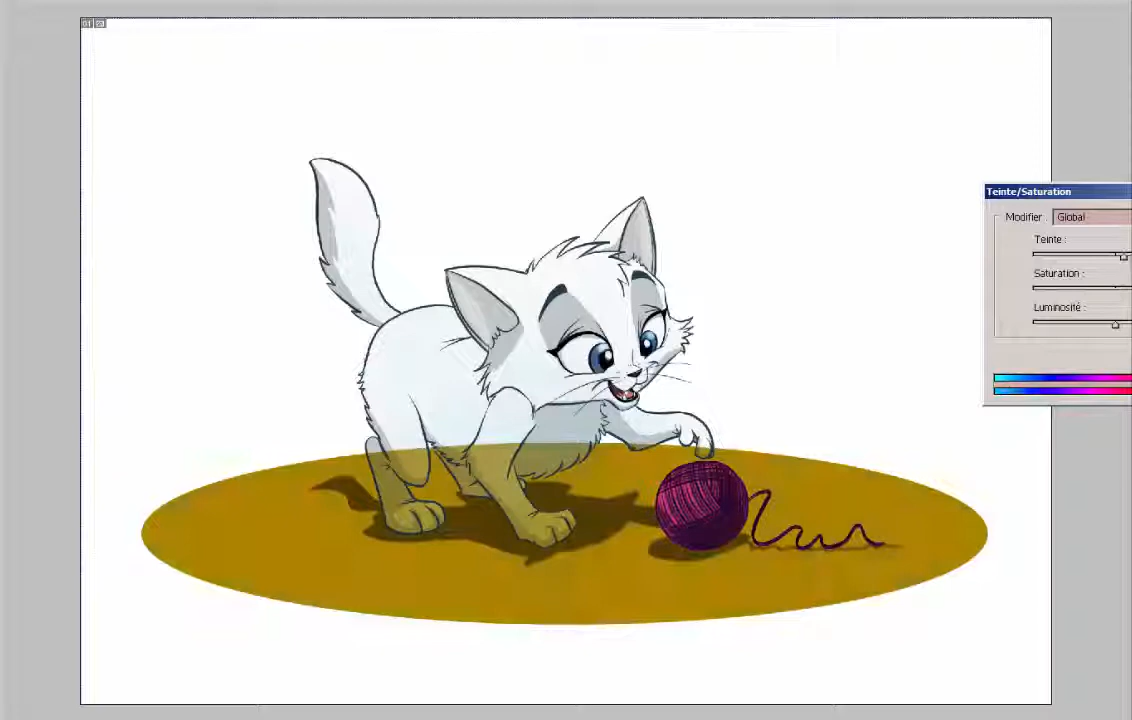 Teinte/Saturation
Modifier : Global
Teinte :
Saturation :
Luminosité :